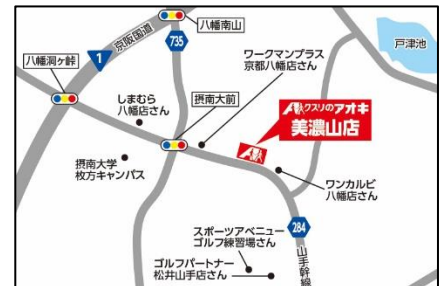 八幡南山
京阪国道
735
戸津池
1
八幡洞ヶ峠
ワークマンプラス
京都八幡店さん
しまむら
八幡店さん
摂南大前
クスリのアオキ
美濃山店
摂南大学
枚方キャンパス
ワンカルビ
八幡店さん
284
山手幹線
スポーツアベニュー
ゴルフ練習場さん
ゴルフパートナー
松井山手店さん